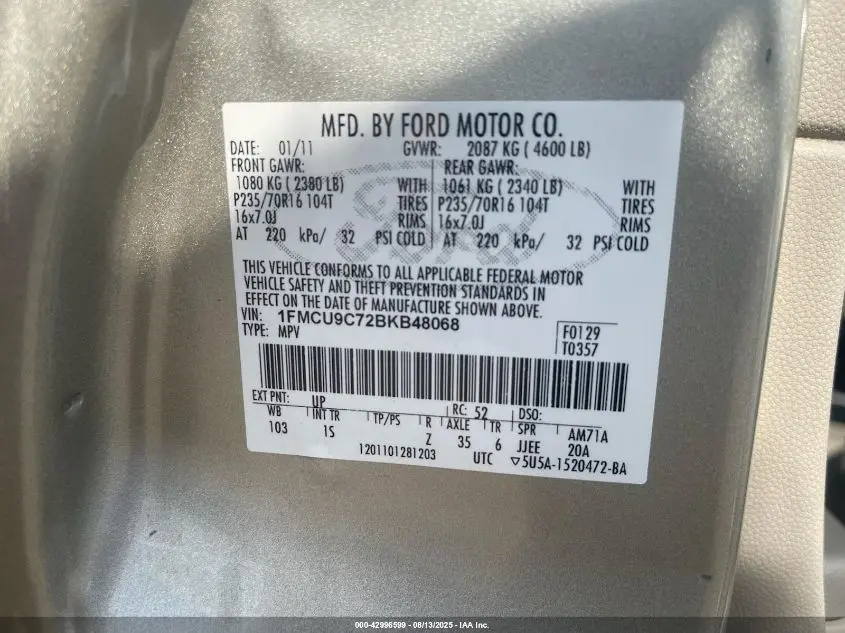 MFD. BY FORD MOTOR CO.
DATE: 01/11 GVWR: 2087 KG ( 4600 LB)
FRONT GAWR: REAR GAWR:
1080 KG ( 2380 LB) WITH 1061 KG ( 2340 LB) WITH
P235/70R16 104T TIRES P235/70R16 104T TIRES
16x7.0J RIMS 16x7.0J RIMS
AT 220 kPa/ 32 PSI COLD AT 220 kPa/ 32 PSI COLD
Ford
THIS VEHICLE CONFORMS TO ALL APPLICABLE FEDERAL MOTOR
VEHICLE SAFETY AND THEFT PREVENTION STANDARDS IN
EFFECT ON THE DATE OF MANUFACTURE SHOWN ABOVE.
VIN: 1FMCU9C72BKB48068
TYPE: MPV
F0129
T0357
EXT PNT: UP RC: 52 DSO:
WB INT TR TP/PS R AXLE TR SPR AM71A
103 1S Z 35 6 JJEE 20A
1201101281203 UTC ▽5U5A-1520472-BA
000-42996599 - 08/13/2025 - IAA Inc.